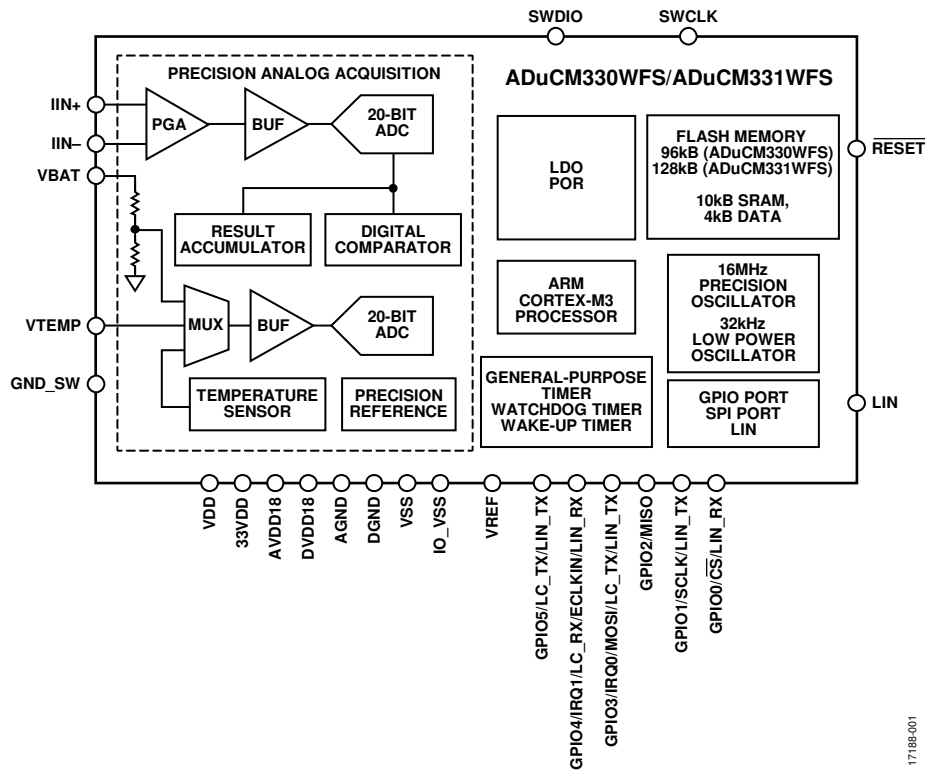 SWDIO
SWCLK
PRECISION ANALOG ACQUISITION
ADuCM330WFS/ADuCM331WFS
IIN+
IIN–
VBAT
PGA
BUF
20-BIT
ADC
RESULT
ACCUMULATOR
DIGITAL
COMPARATOR
LDO
POR
FLASH MEMORY
96kB (ADuCM330WFS)
128kB (ADuCM331WFS)
10kB SRAM,
4kB DATA
RESET
VTEMP
GND_SW
MUX
BUF
20-BIT
ADC
TEMPERATURE
SENSOR
PRECISION
REFERENCE
ARM
CORTEX-M3
PROCESSOR
16MHz
PRECISION
OSCILLATOR
32kHz
LOW POWER
OSCILLATOR
GENERAL-PURPOSE
TIMER
WATCHDOG TIMER
WAKE-UP TIMER
GPIO PORT
SPI PORT
LIN
LIN
VDD
33VDD
AVDD18
DVDD18
AGND
DGND
VSS
IO_VSS
VREF
GPIO5/LC_TX/LIN_TX
GPIO4/IRQ1/LC_RX/ECLKIN/LIN_RX
GPIO3/IRQ0/MOSI/LC_TX/LIN_TX
GPIO2/MISO
GPIO1/SCLK/LIN_TX
GPIO0/CS/LIN_RX
17188-001